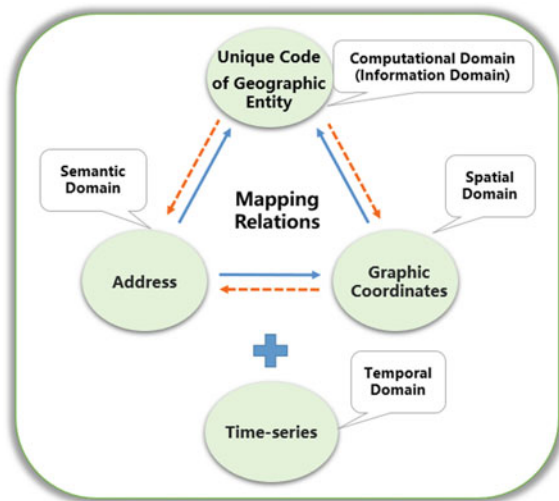 Unique Code
of Geographic
Entity
Computational Domain
(Information Domain)
Semantic
Domain
Spatial
Domain
Mapping
Relations
Address
Graphic
Coordinates
Temporal
Domain
Time-series